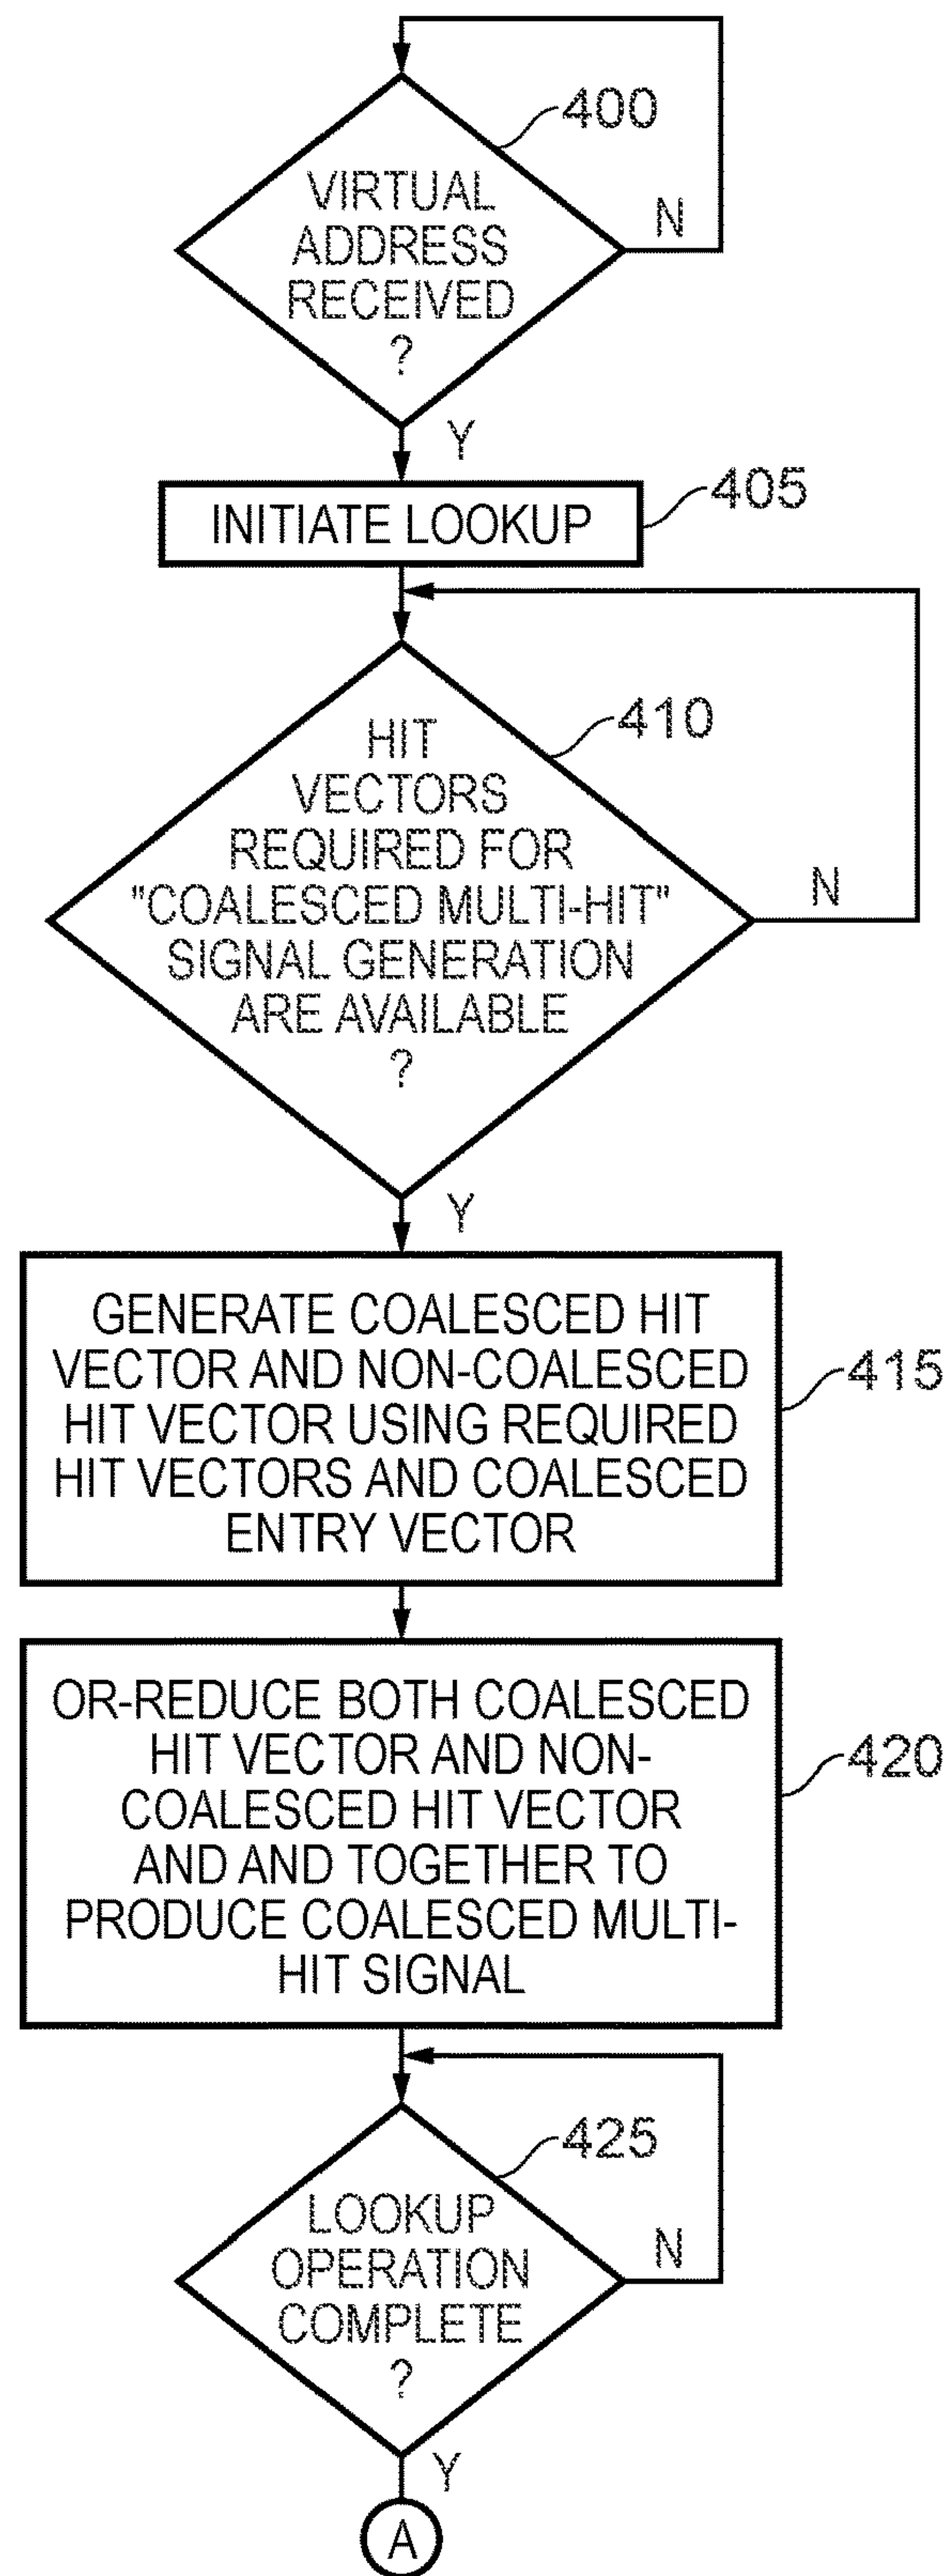 400
VIRTUAL
ADDRESS
RECEIVED
?
N
Y
INITIATE LOOKUP
405
410
HIT
VECTORS
REQUIRED FOR
"COALESCED MULTI-HIT"
SIGNAL GENERATION
ARE AVAILABLE
?
N
Y
GENERATE COALESCED HIT
VECTOR AND NON-COALESCED
HIT VECTOR USING REQUIRED
HIT VECTORS AND COALESCED
ENTRY VECTOR
415
OR-REDUCE BOTH COALESCED
HIT VECTOR AND NON-
COALESCED HIT VECTOR
AND AND TOGETHER TO
PRODUCE COALESCED MULTI-
HIT SIGNAL
420
425
LOOKUP
OPERATION
COMPLETE
?
N
Y
A